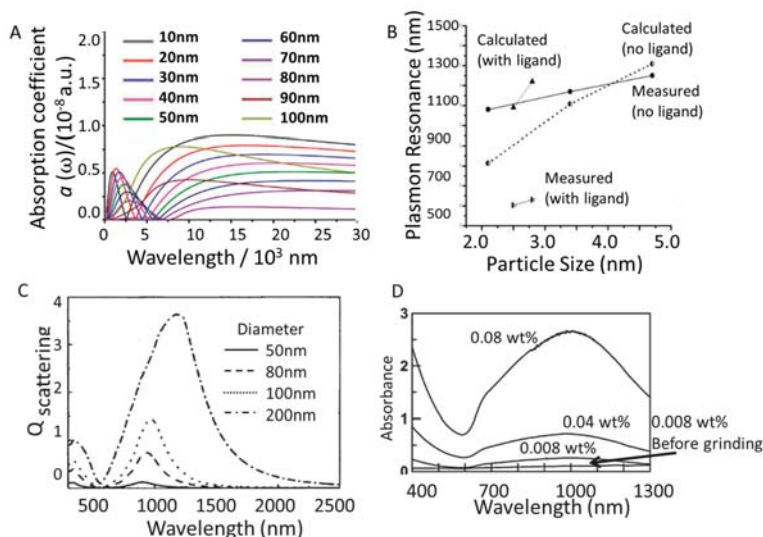 A
Absorption coefficient
α (ω)/(10⁻⁸ a.u.)
2.0
1.5
1.0
0.5
0.0
10nm
20nm
30nm
40nm
50nm
60nm
70nm
80nm
90nm
100nm
0 5 10 15 20 25 30
Wavelength / 10³ nm
B
Plasmon Resonance (nm)
1500
1300
1100
900
700
500
Calculated
(with ligand)
Calculated
(no ligand)
Measured
(no ligand)
Measured
(with ligand)
2.0 3.0 4.0 5.0
Particle Size (nm)
C
Q scattering
4
3
2
1
0
Diameter
50nm
80nm
100nm
200nm
500 1000 1500 2000 2500
Wavelength (nm)
D
Absorbance
3
2
1
0
0.08 wt%
0.04 wt%
0.008 wt%
0.008 wt%
Before grinding
400 700 1000 1300
Wavelength (nm)